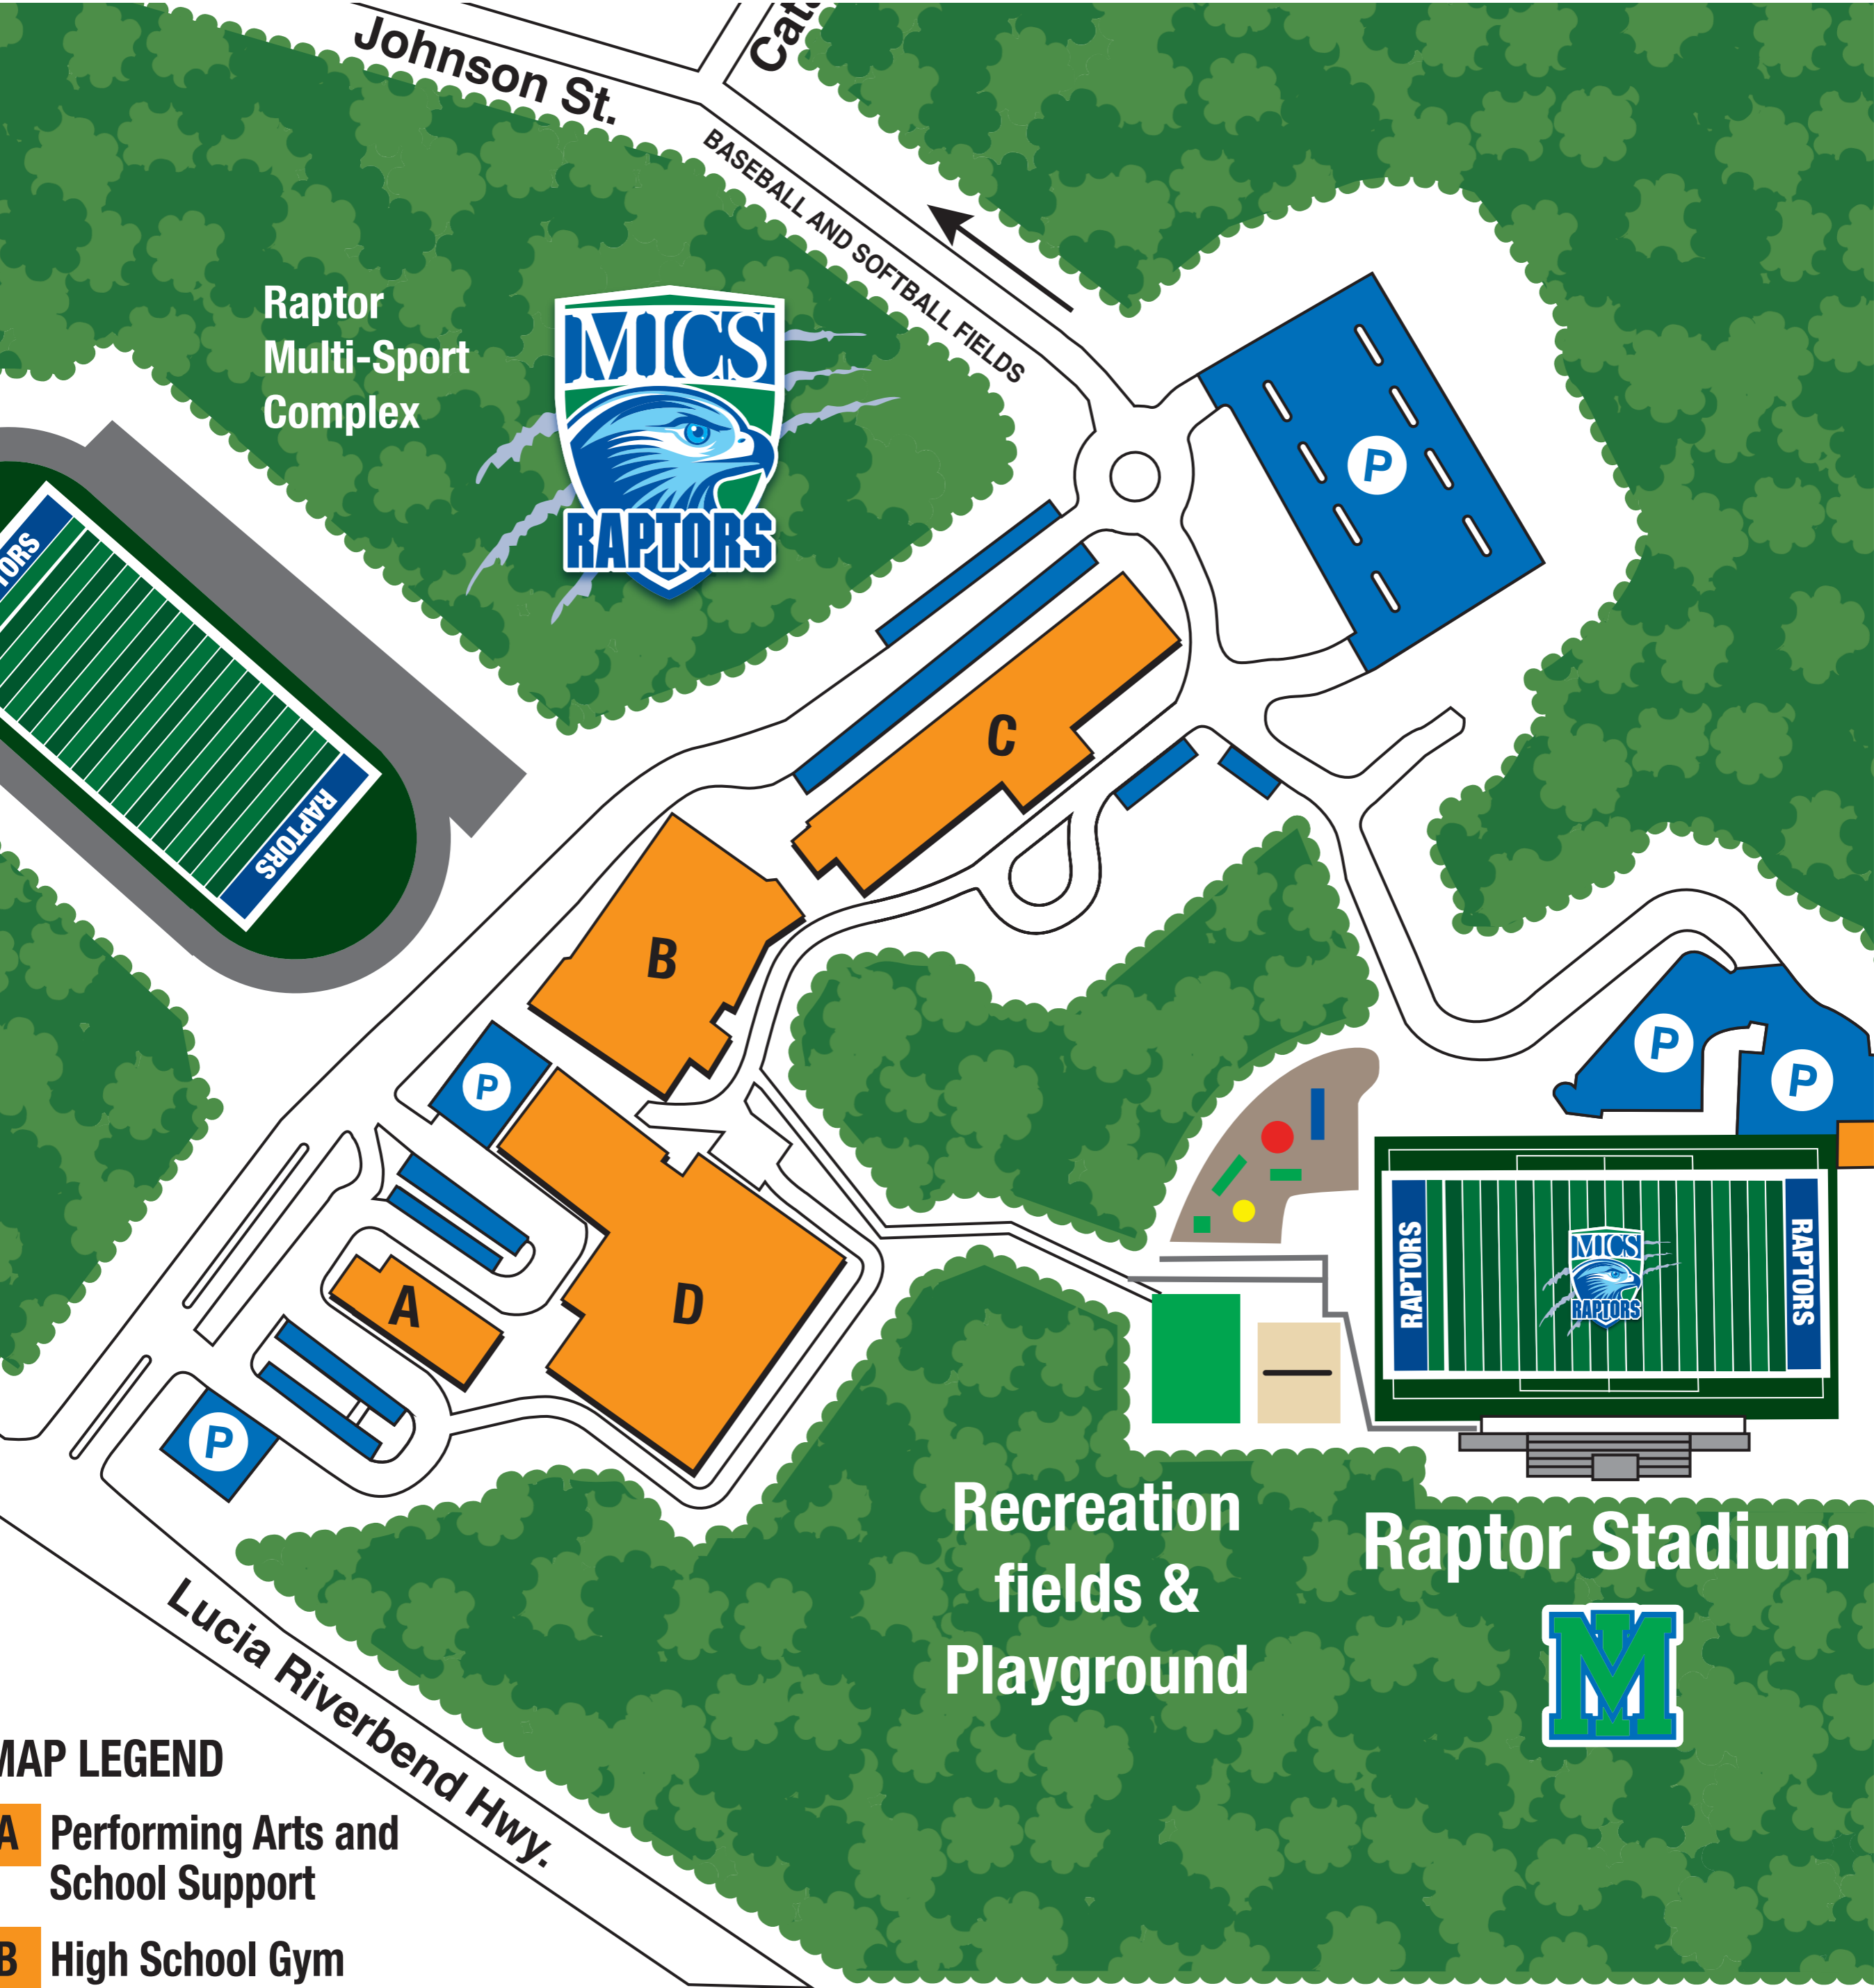 Johnson St.
BASEBALL AND SOFTBALL FIELDS
Raptor
Multi-Sport
Complex
MICS
RAPTORS
P
RAPTORS
C
B
P
P
P
A
D
RAPTORS
MICS
RAPTORS
RAPTORS
P
Recreation
fields &
Playground
Raptor Stadium
M
Lucia Riverbend Hwy.
MAP LEGEND
A Performing Arts and
School Support
B High School Gym